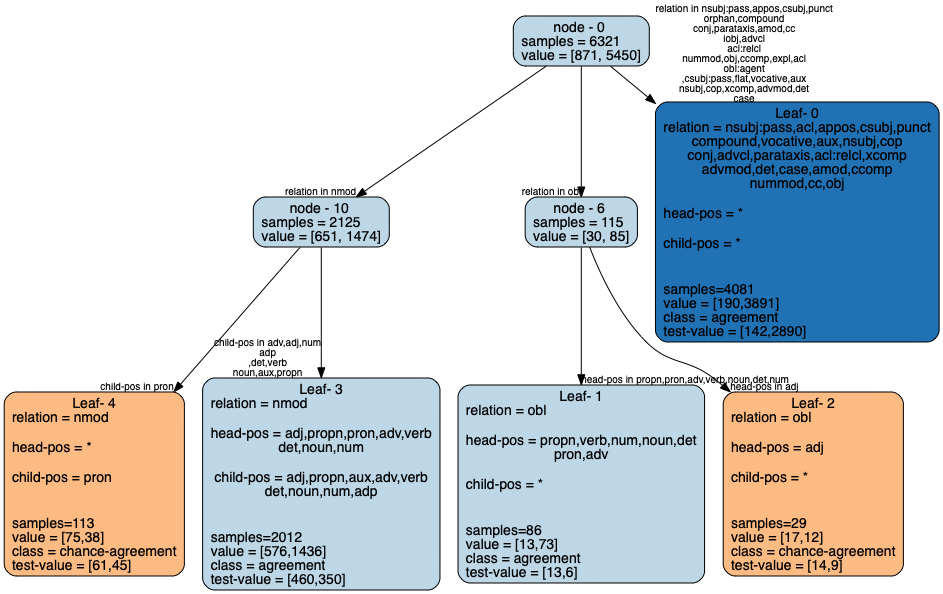 relation in nsubj:pass,appos,csubj,punct
orphan,compound
conj,parataxis,amod,cc
iobj,advcl
acl:relcl
nummod,obj,ccomp,expl,acl
obl:agent
,csubj:pass,flat,vocative,aux
nsubj,cop,xcomp,advmod,det
case
node - 0
samples = 6321
value = [871, 5450]
Leaf- 0
relation = nsubj:pass,acl,appos,csubj,punct
compound,vocative,aux,nsubj,cop
conj,advcl,parataxis,acl:relcl,xcomp
advmod,det,case,amod,ccomp
nummod,cc,obj
head-pos = *
child-pos = *
samples=4081
value = [190,3891]
class = agreement
test-value = [142,2890]
relation in nmod
node - 10
samples = 2125
value = [651, 1474]
relation in obl
node - 6
samples = 115
value = [30, 85]
child-pos in pron
Leaf- 4
relation = nmod
head-pos = *
child-pos = pron
samples=113
value = [75,38]
class = chance-agreement
test-value = [61,45]
child-pos in adv,adj,num
adp
,det,verb
noun,aux,propn
Leaf- 3
relation = nmod
head-pos = adj,propn,pron,adv,verb
det,noun,num
child-pos = adj,propn,aux,adv,verb
det,noun,num,adp
samples=2012
value = [576,1436]
class = agreement
test-value = [460,350]
head-pos in propn,pron,adv,verb,noun,det,num
Leaf- 1
relation = obl
head-pos = propn,verb,num,noun,det
pron,adv
child-pos = *
samples=86
value = [13,73]
class = agreement
test-value = [13,6]
head-pos in adj
Leaf- 2
relation = obl
head-pos = adj
child-pos = *
samples=29
value = [17,12]
class = chance-agreement
test-value = [14,9]